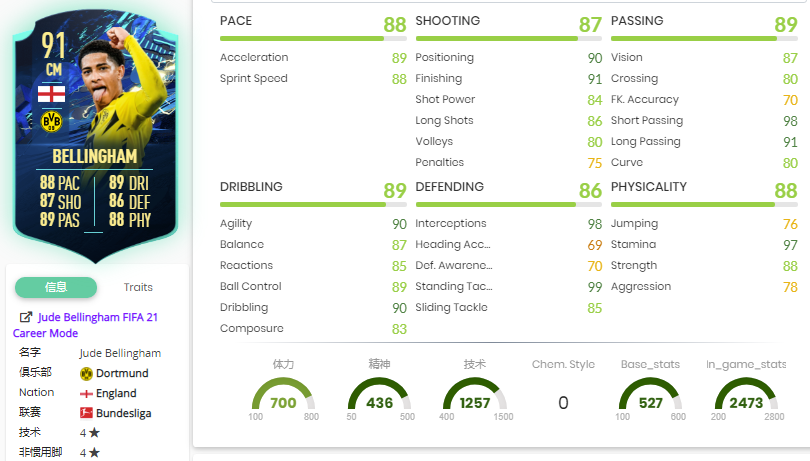 91
CM
BVB
09
BELLINGHAM
88 PAC 89 DRI
87 SHO 86 DEF
89 PAS 88 PHY
信息 Traits
Jude Bellingham FIFA 21
Career Mode
名字 Jude Bellingham
俱乐部 Dortmund
Nation England
联赛 Bundesliga
技术 4 ★
非惯用脚 4 ★
PACE 88
Acceleration 89
Sprint Speed 88
SHOOTING 87
Positioning 90
Finishing 91
Shot Power 84
Long Shots 86
Volleys 80
Penalties 75
PASSING 89
Vision 87
Crossing 80
FK. Accuracy 70
Short Passing 98
Long Passing 91
Curve 80
DRIBBLING 89
Agility 90
Balance 87
Reactions 85
Ball Control 89
Dribbling 90
Composure 83
DEFENDING 86
Interceptions 98
Heading Acc... 69
Def. Awarene... 70
Standing Tac... 99
Sliding Tackle 85
PHYSICALITY 88
Jumping 76
Stamina 97
Strength 88
Aggression 78
体力 精神 技术 Chem. Style Base_stats In_game_stats
700 436 1257 0 527 2473
100 800 50 500 400 1500 100 600 200 2800